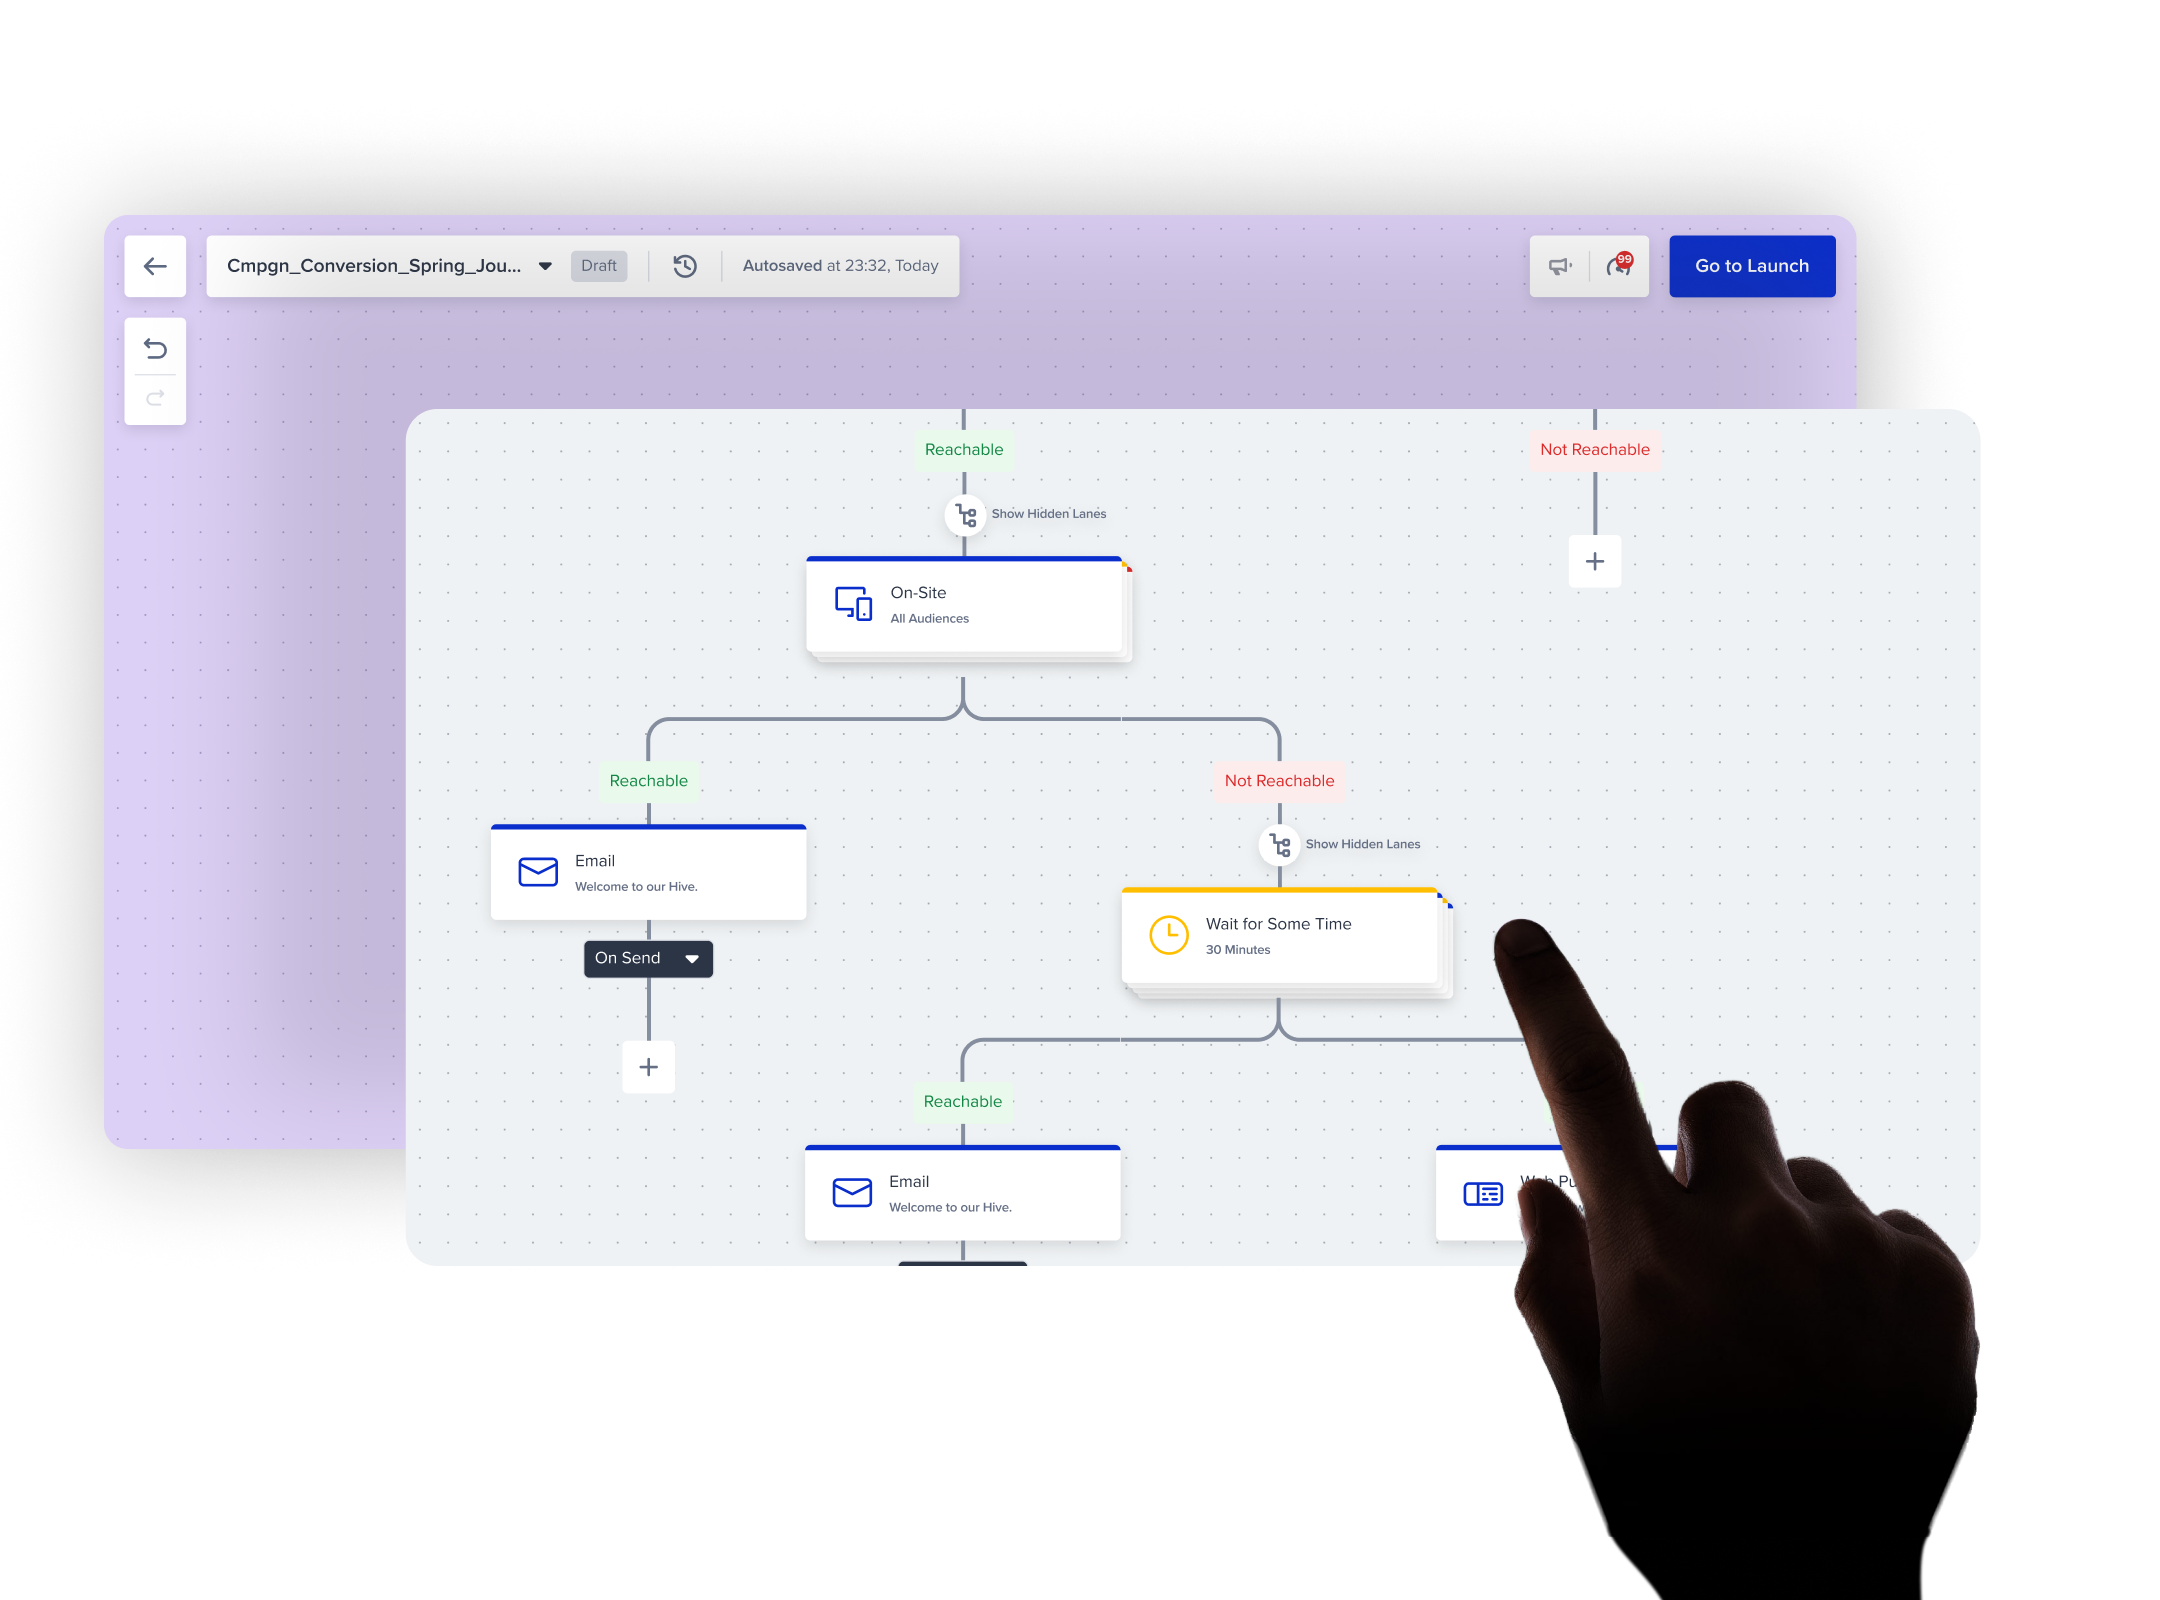 Cmpgn_Conversion_Spring_Jou...
Draft
Autosaved at 23:32, Today
99
Go to Launch
Reachable
Not Reachable
Show Hidden Lanes
On-Site
All Audiences
Reachable
Not Reachable
Show Hidden Lanes
Email
Welcome to our Hive.
Wait for Some Time
30 Minutes
On Send
Reachable
Email
Welcome to our Hive.